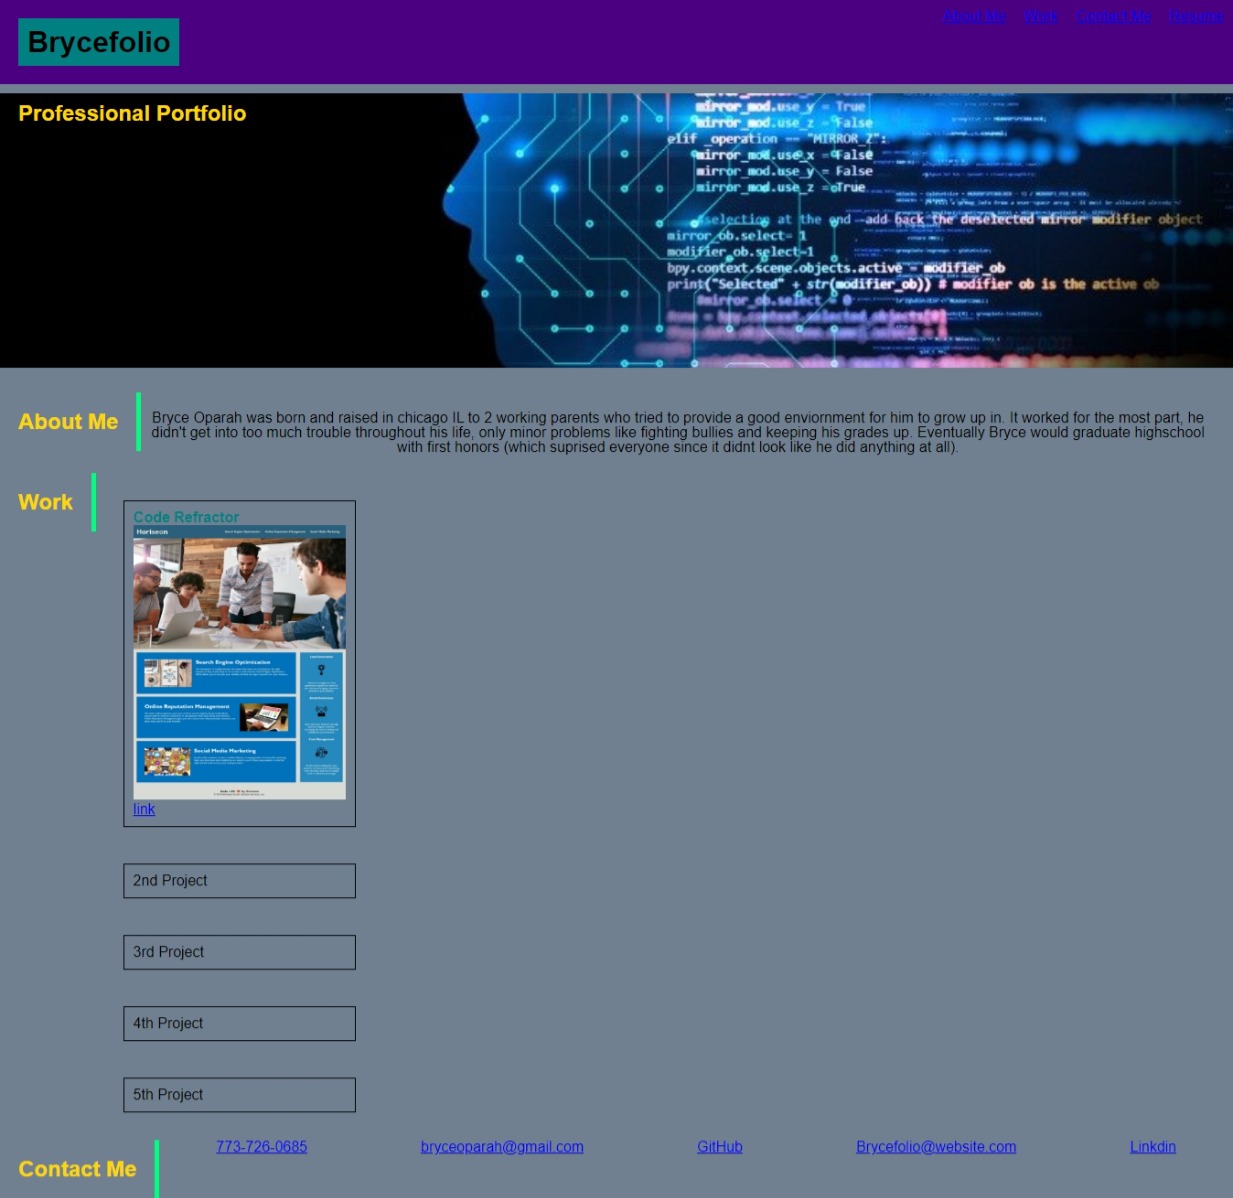 Brycefolio
About Me Work Contact Me Resume
Professional Portfolio
mirror_mod.use_y = True
mirror_mod.use_z = False
elif _operation == "MIRROR_Z":
mirror_mod.use_x = False
mirror_mod.use_y = False
mirror_mod.use_z = True
selection at the end -add back the deselected mirror modifier object
mirror_ob.select= 1
modifier_ob.select=1
bpy.context.scene.objects.active = modifier_ob
print("Selected" + str(modifier_ob)) # modifier ob is the active ob
#mirror_ob.select = 0
About Me
Bryce Oparah was born and raised in chicago IL to 2 working parents who tried to provide a good enviornment for him to grow up in. It worked for the most part, he
didn't get into too much trouble throughout his life, only minor problems like fighting bullies and keeping his grades up. Eventually Bryce would graduate highschool
with first honors (which suprised everyone since it didnt look like he did anything at all).
Work
Code Refractor
Horiseon
Search Engine Optimization
Online Reputation Management
Social Media Marketing
link
2nd Project
3rd Project
4th Project
5th Project
Contact Me
773-726-0685 bryceoparah@gmail.com GitHub Brycefolio@website.com Linkdin